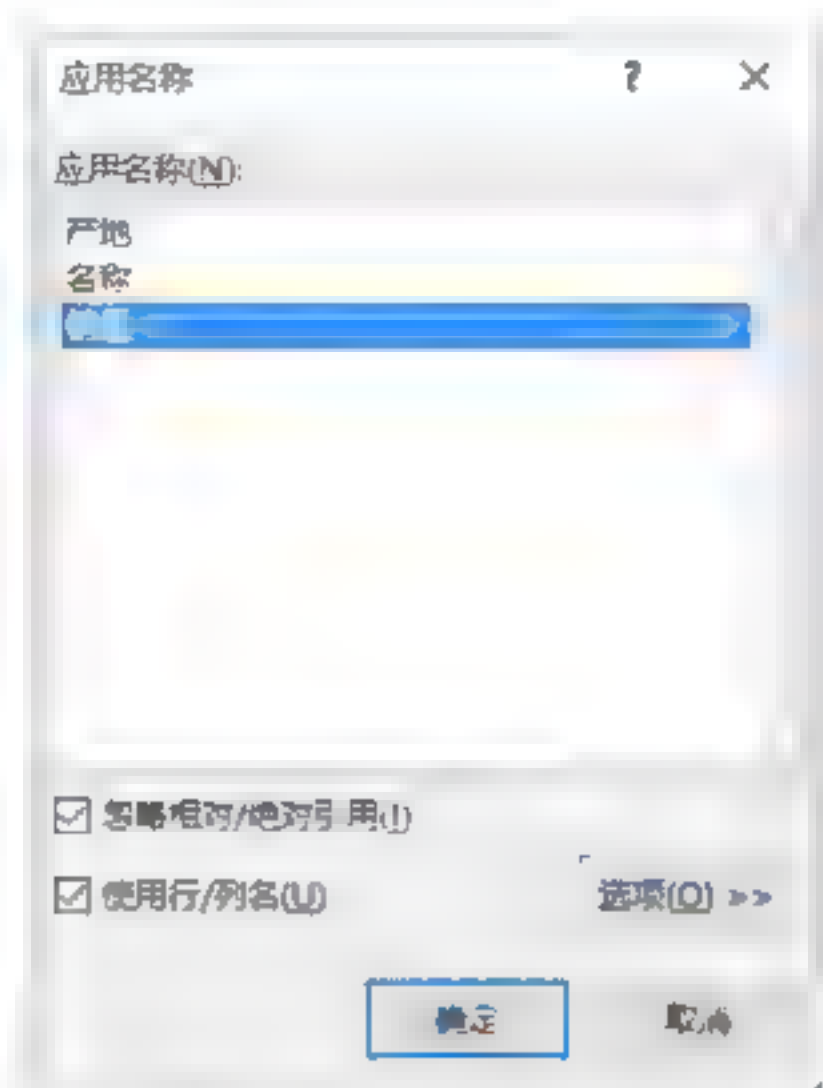 应用名称 ? ×
应用名称(N):
产地
名称
忽略相对/绝对引用(I)
使用行/列名(U)
选项(O) >>
确定 取消